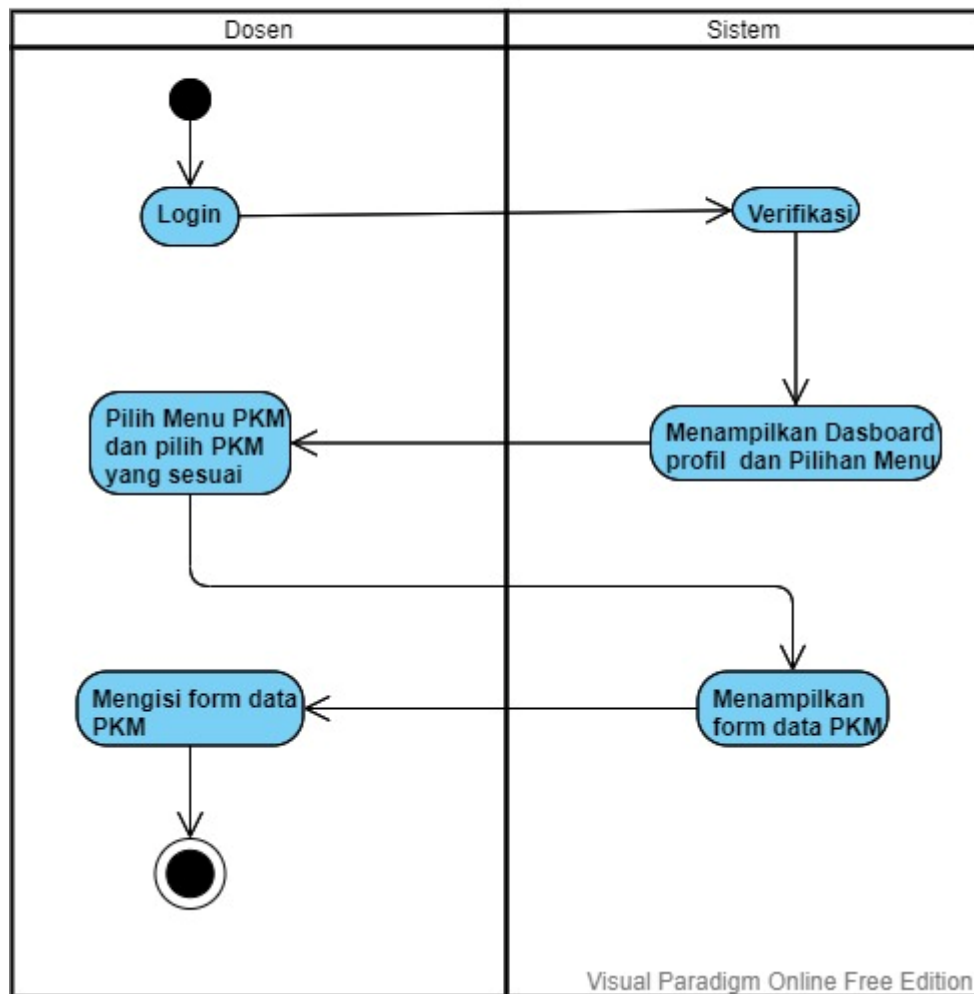 Dosen
Sistem
Login
Verifikasi
Pilih Menu PKM
dan pilih PKM
yang sesuai
Menampilkan Dasboard
profil dan Pilihan Menu
Mengisi form data
PKM
Menampilkan
form data PKM
Visual Paradigm Online Free Edition